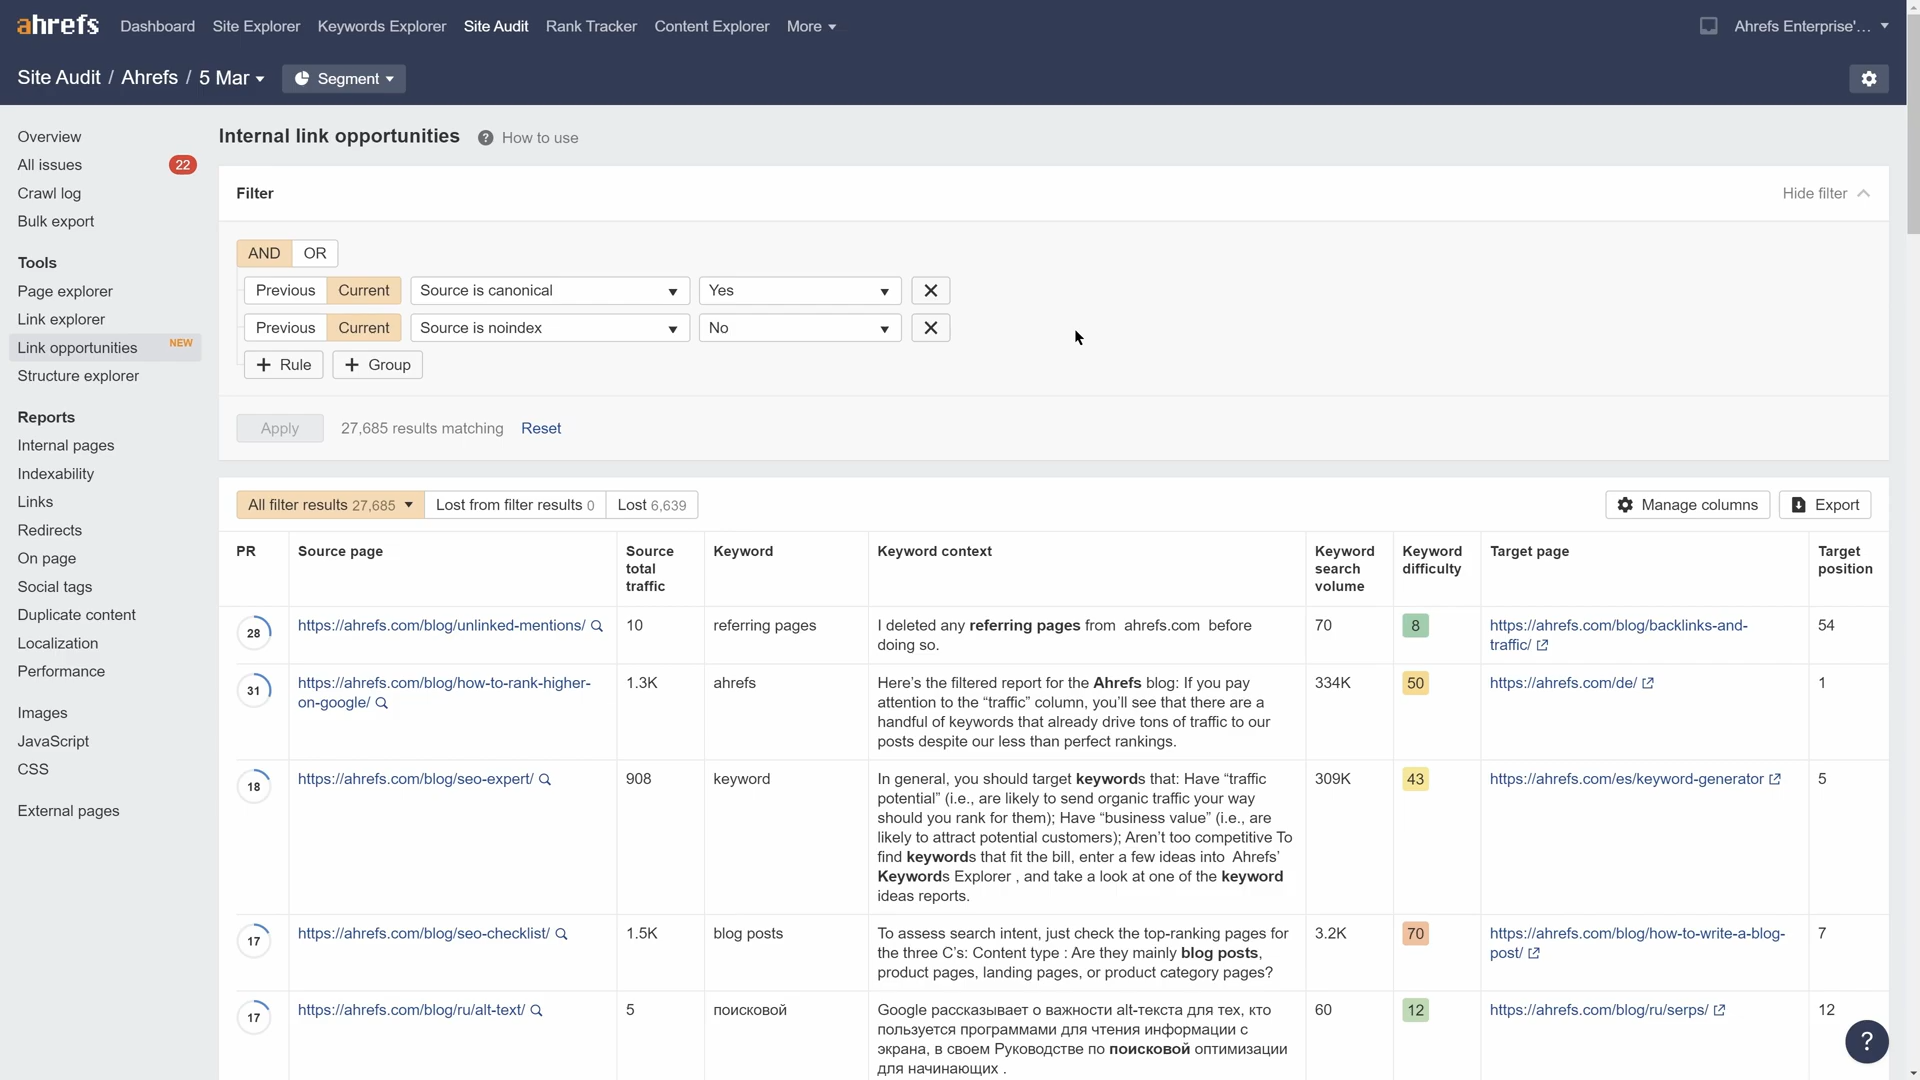 ahrefs Dashboard Site Explorer Keywords Explorer Site Audit Rank Tracker Content Explorer More Ahrefs Enterprise'...
Site Audit / Ahrefs / 5 Mar Segment
Overview
All issues 22
Crawl log
Bulk export
Tools
Page explorer
Link explorer
Link opportunities NEW
Structure explorer
Reports
Internal pages
Indexability
Links
Redirects
On page
Social tags
Duplicate content
Localization
Performance
Images
JavaScript
CSS
External pages
Internal link opportunities ? How to use
Filter Hide filter
AND OR
Previous Current Source is canonical Yes
Previous Current Source is noindex No
+ Rule + Group
Apply 27,685 results matching Reset
All filter results 27,685 Lost from filter results 0 Lost 6,639 Manage columns Export
PR Source page Source total traffic Keyword Keyword context Keyword search volume Keyword difficulty Target page Target position
28 https://ahrefs.com/blog/unlinked-mentions/ 10 referring pages I deleted any referring pages from ahrefs.com before 70 8 https://ahrefs.com/blog/backlinks-and- 54
doing so. traffic/
31 https://ahrefs.com/blog/how-to-rank-higher- 1.3K ahrefs Here's the filtered report for the Ahrefs blog: If you pay 334K 50 https://ahrefs.com/de/ 1
on-google/ attention to the “traffic” column, you'll see that there are a
handful of keywords that already drive tons of traffic to our
posts despite our less than perfect rankings.
18 https://ahrefs.com/blog/seo-expert/ 908 keyword In general, you should target keywords that: Have “traffic 309K 43 https://ahrefs.com/es/keyword-generator 5
potential” (i.e., are likely to send organic traffic your way
should you rank for them); Have “business value” (i.e., are
likely to attract potential customers); Aren't too competitive To
find keywords that fit the bill, enter a few ideas into Ahrefs'
Keywords Explorer , and take a look at one of the keyword
ideas reports.
17 https://ahrefs.com/blog/seo-checklist/ 1.5K blog posts To assess search intent, just check the top-ranking pages for 3.2K 70 https://ahrefs.com/blog/how-to-write-a-blog- 7
the three C's: Content type : Are they mainly blog posts, post/
product pages, landing pages, or product category pages?
17 https://ahrefs.com/blog/ru/alt-text/ 5 поисковой Google рассказывает о важности alt-текста для тех, кто 60 12 https://ahrefs.com/blog/ru/serps/ 12
пользуется программами для чтения информации с
экрана, в своем Руководстве по поисковой оптимизации
для начинающих .
?